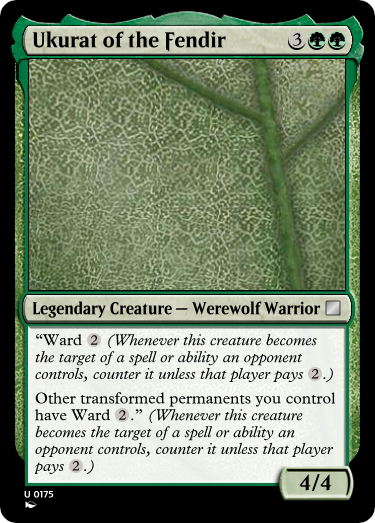 Ukurat of the Fendir 3
Legendary Creature — Werewolf Warrior
“Ward 2 (Whenever this creature becomes
the target of a spell or ability an opponent
controls, counter it unless that player pays 2.)
Other transformed permanents you control
have Ward 2.” (Whenever this creature
becomes the target of a spell or ability an
opponent controls, counter it unless that player
pays 2.)
4/4
U 0175